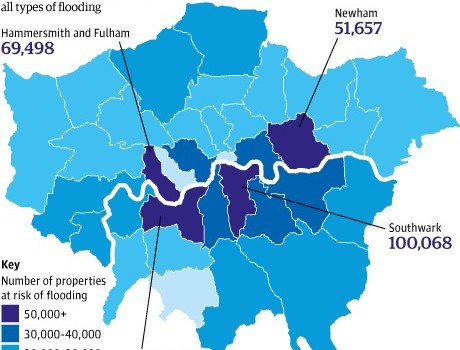 all types of flooding
Hammersmith and Fulham
69,498
Newham
51,657
Southwark
100,068
Key
Number of properties
at risk of flooding
50,000+
30,000-40,000